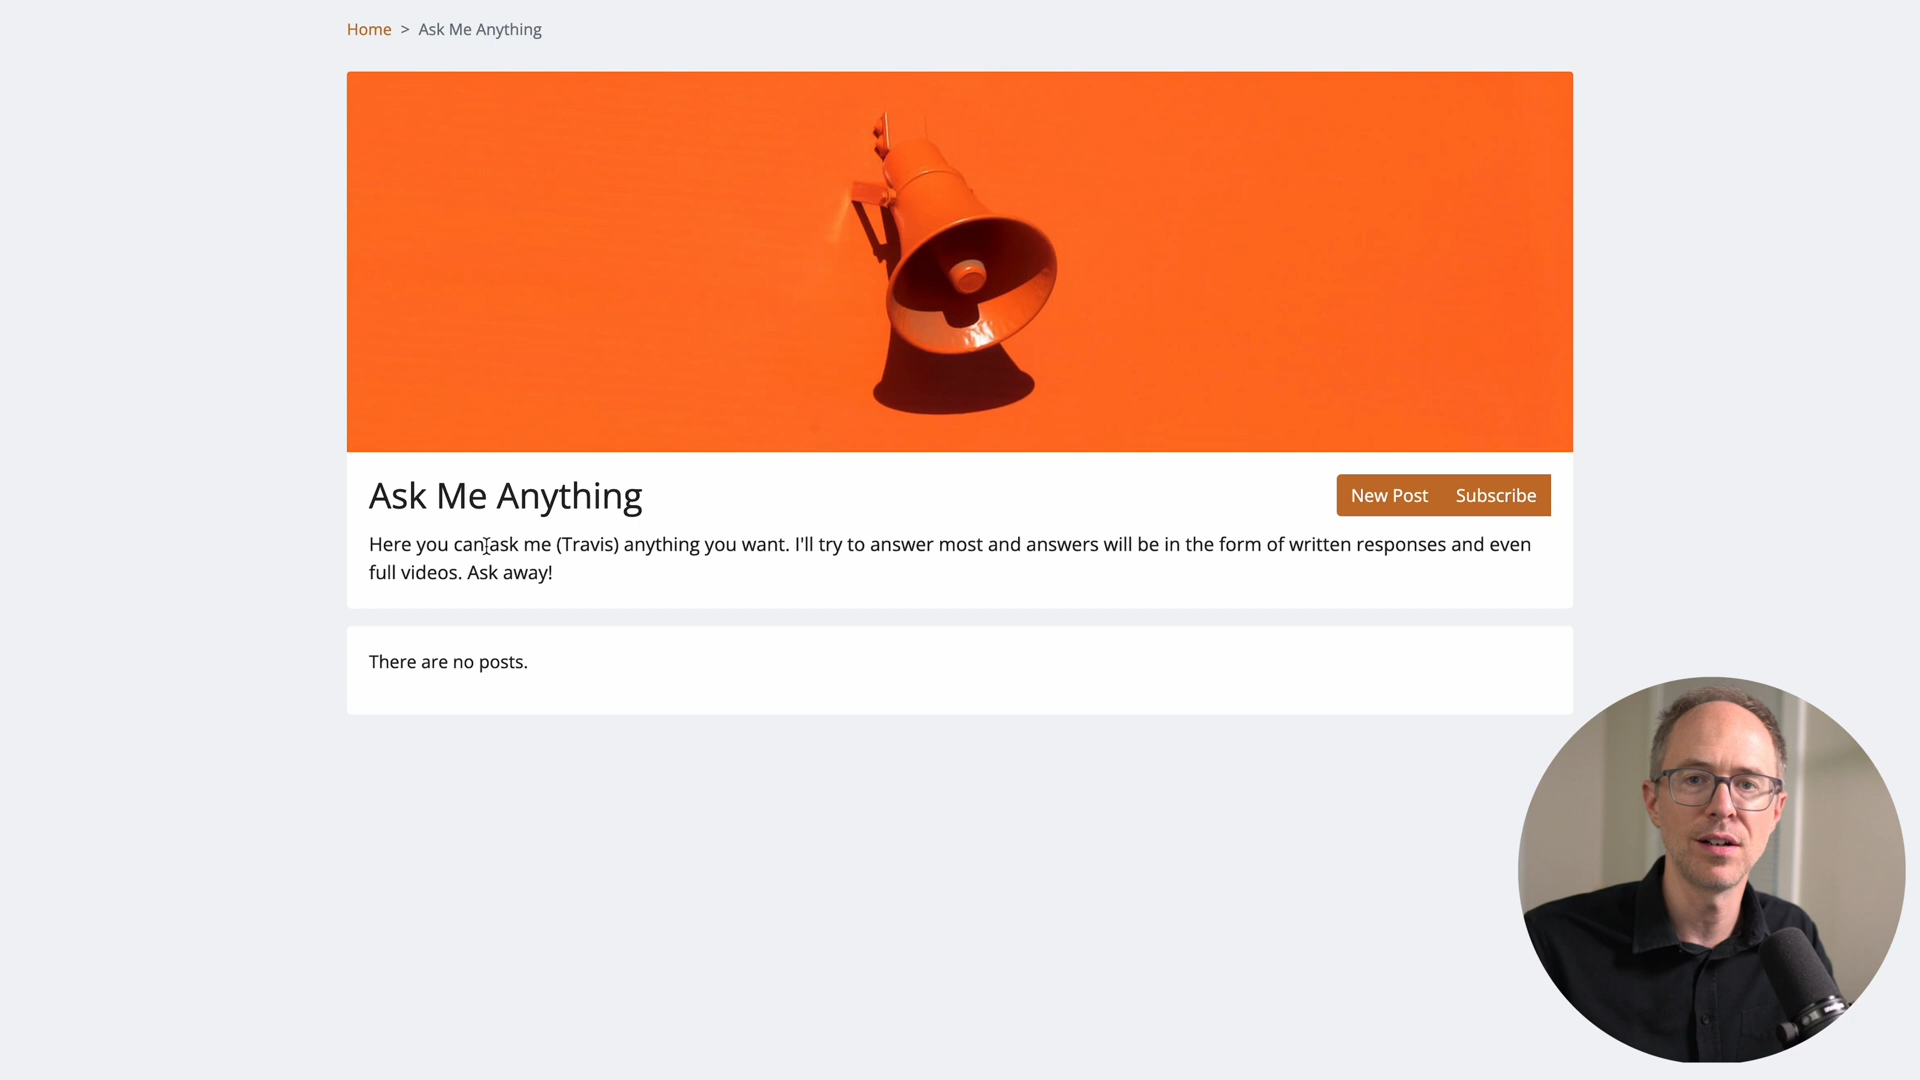 Home > Ask Me Anything
Ask Me Anything
New Post Subscribe
Here you can ask me (Travis) anything you want. I'll try to answer most and answers will be in the form of written responses and even
full videos. Ask away!
There are no posts.